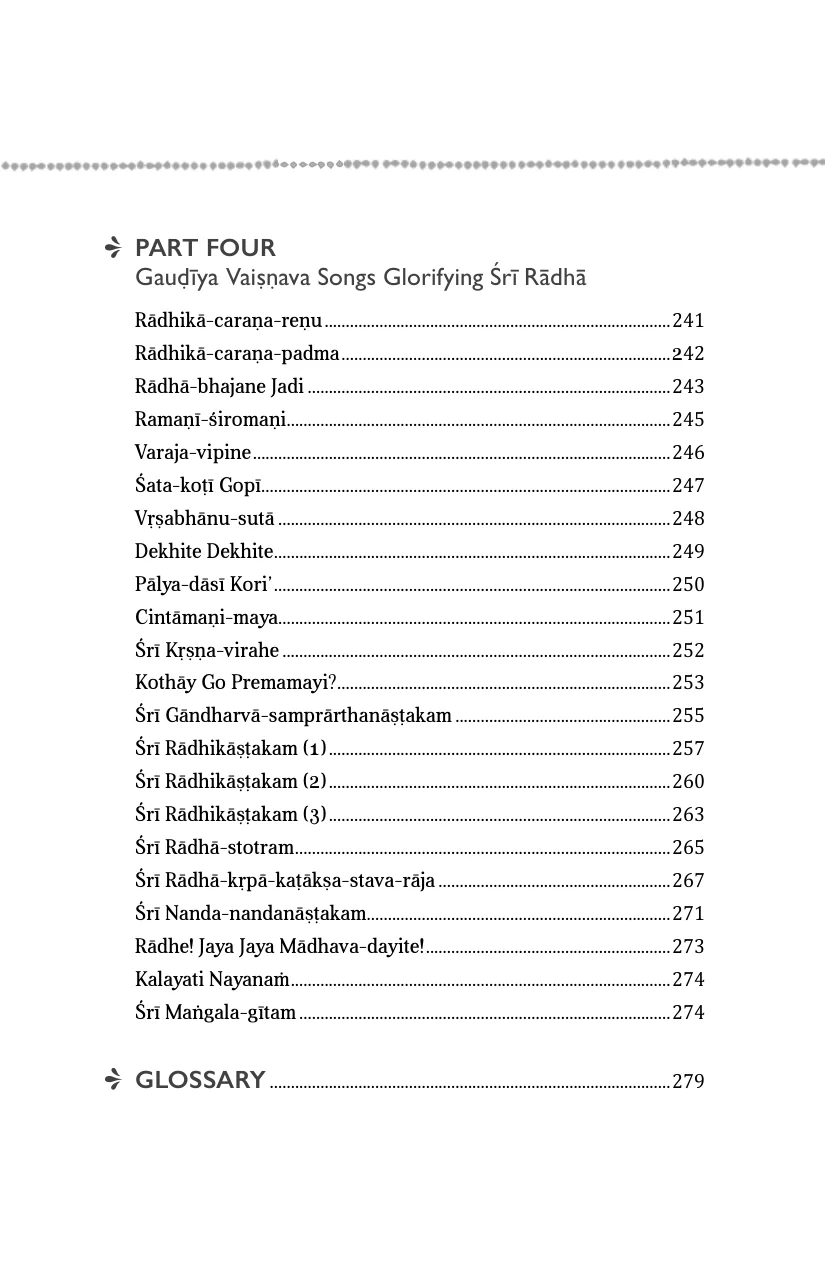 PART FOUR
Gauḍīya Vaiṣṇava Songs Glorifying Śrī Rādhā
Rādhikā-caraṇa-reṇu........................................241
Rādhikā-caraṇa-padma........................................242
Rādhā-bhajane Jadi........................................243
Ramaṇī-śiromaṇi........................................245
Varaja-vipine........................................246
Śata-koṭī Gopī........................................247
Vṛṣabhānu-sutā........................................248
Dekhite Dekhite........................................249
Pālya-dāsī Kori’........................................250
Cintāmaṇi-maya........................................251
Śrī Kṛṣṇa-virahe........................................252
Kothāy Go Premamayi?........................................253
Śrī Gāndharvā-samprārthanāṣṭakam........................................255
Śrī Rādhikāṣṭakam (1)........................................257
Śrī Rādhikāṣṭakam (2)........................................260
Śrī Rādhikāṣṭakam (3)........................................263
Śrī Rādhā-stotram........................................265
Śrī Rādhā-kṛpā-kaṭākṣa-stava-rāja........................................267
Śrī Nanda-nandanāṣṭakam........................................271
Rādhe! Jaya Jaya Mādhava-dayite!........................................273
Kalayati Nayanaṁ........................................274
Śrī Maṅgala-gītam........................................274
GLOSSARY........................................279